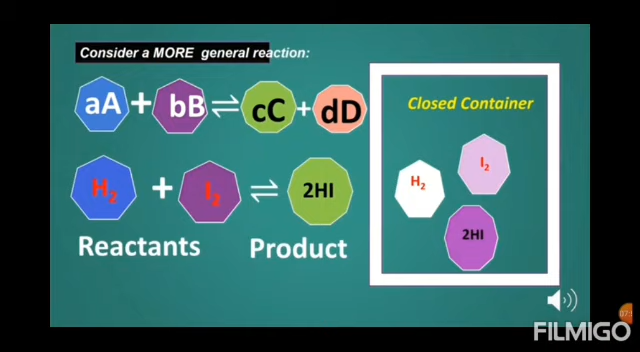 Consider a MORE general reaction:
aA + bB ⇌ cC + dD
Closed Container
H₂ + I₂ ⇌ 2HI
H₂
I₂
2HI
Reactants Product
FILMIGO